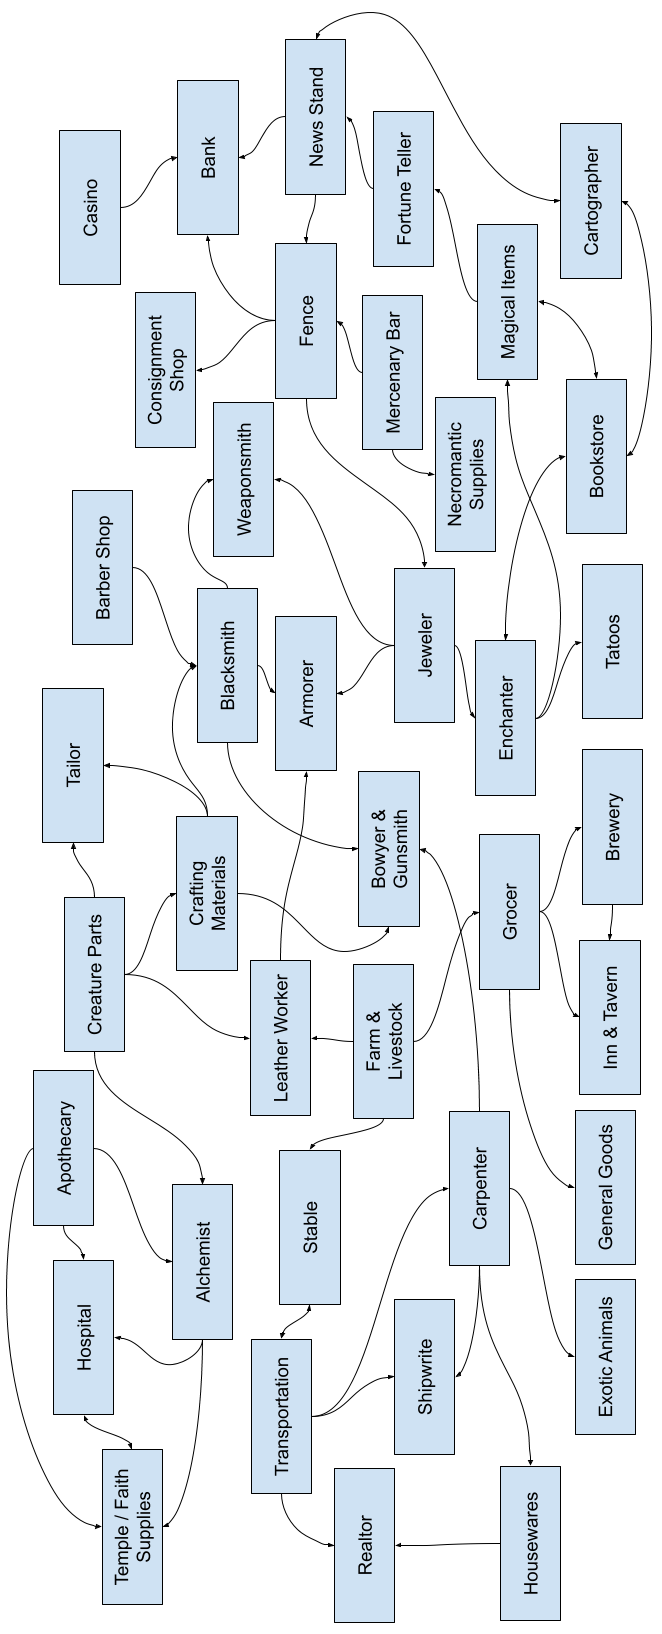 Casino
Bank
News Stand
Fortune Teller
Cartographer
Consignment
Shop
Fence
Mercenary Bar
Magical Items
Weaponsmith
Necromantic
Supplies
Bookstore
Barber Shop
Blacksmith
Armorer
Jeweler
Enchanter
Tatoos
Tailor
Crafting
Materials
Bowyer &
Gunsmith
Grocer
Brewery
Creature Parts
Leather Worker
Farm &
Livestock
Inn & Tavern
Apothecary
Alchemist
Stable
Carpenter
General Goods
Hospital
Transportation
Shipwrite
Exotic Animals
Temple / Faith
Supplies
Realtor
Housewares